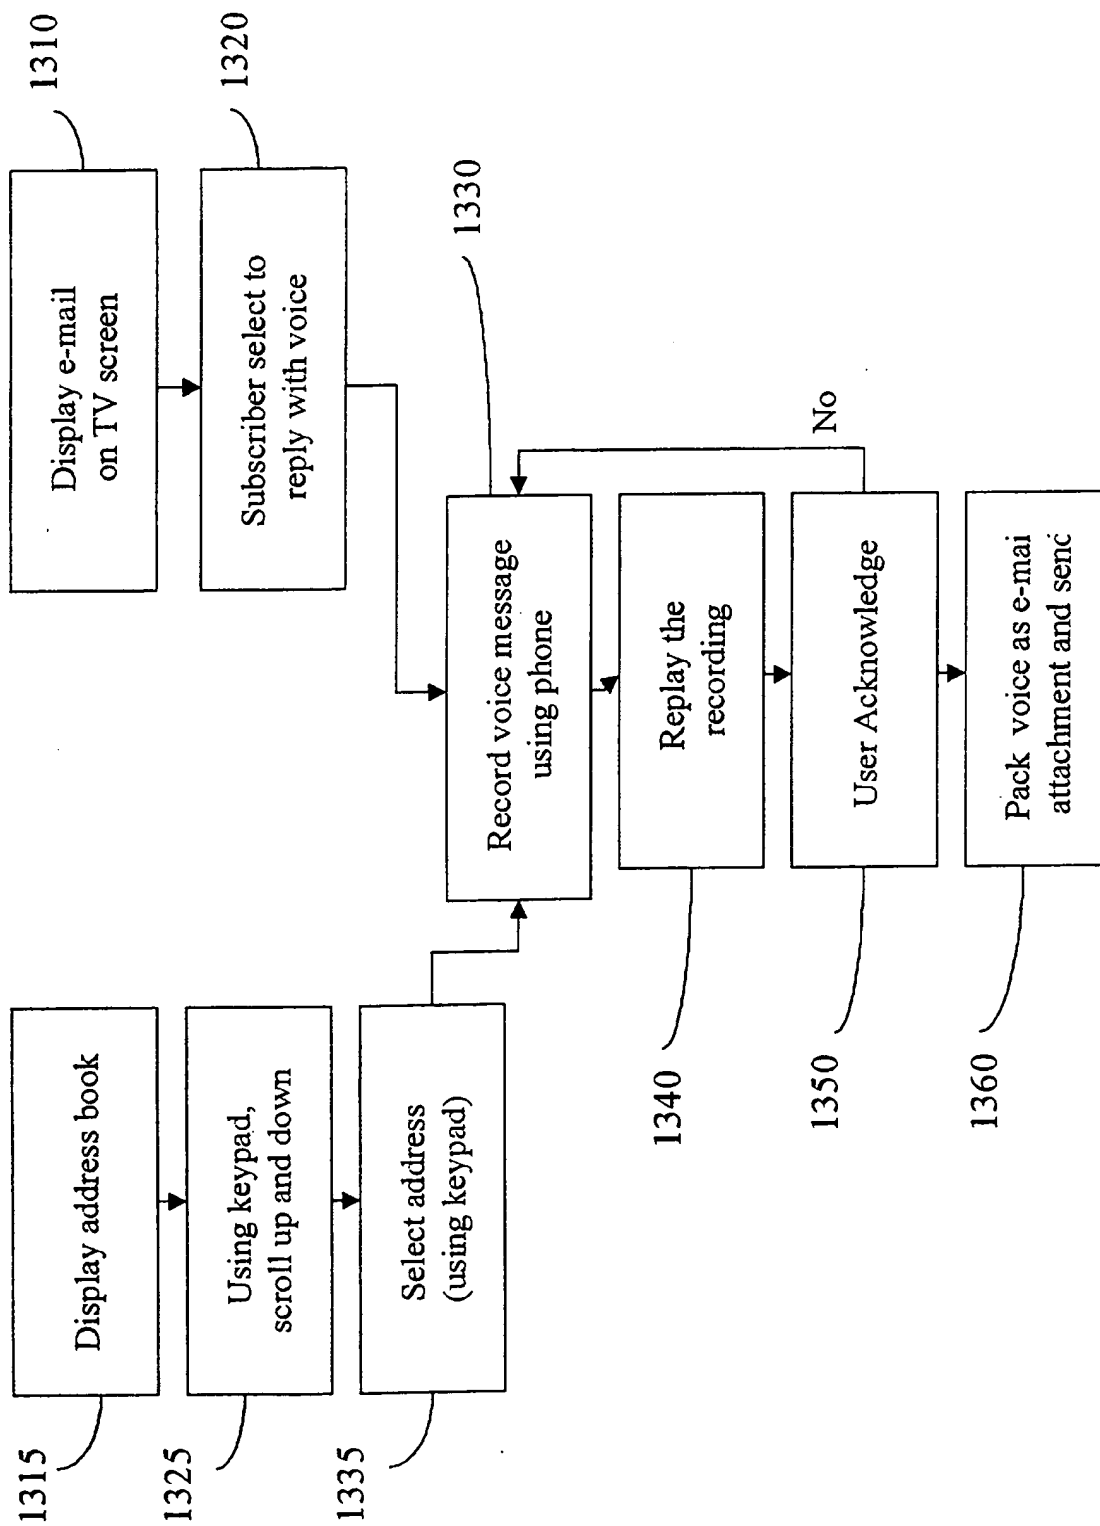 1315
Display address book
Display e-mail
on TV screen
1310
1325
Using keypad,
scroll up and down
Subscriber select to
reply with voice
1320
1335
Select address
(using keypad)
Record voice message
using phone
1330
1340
Replay the
recording
No
1350
User Acknowledge
1360
Pack voice as e-mai
attachment and send